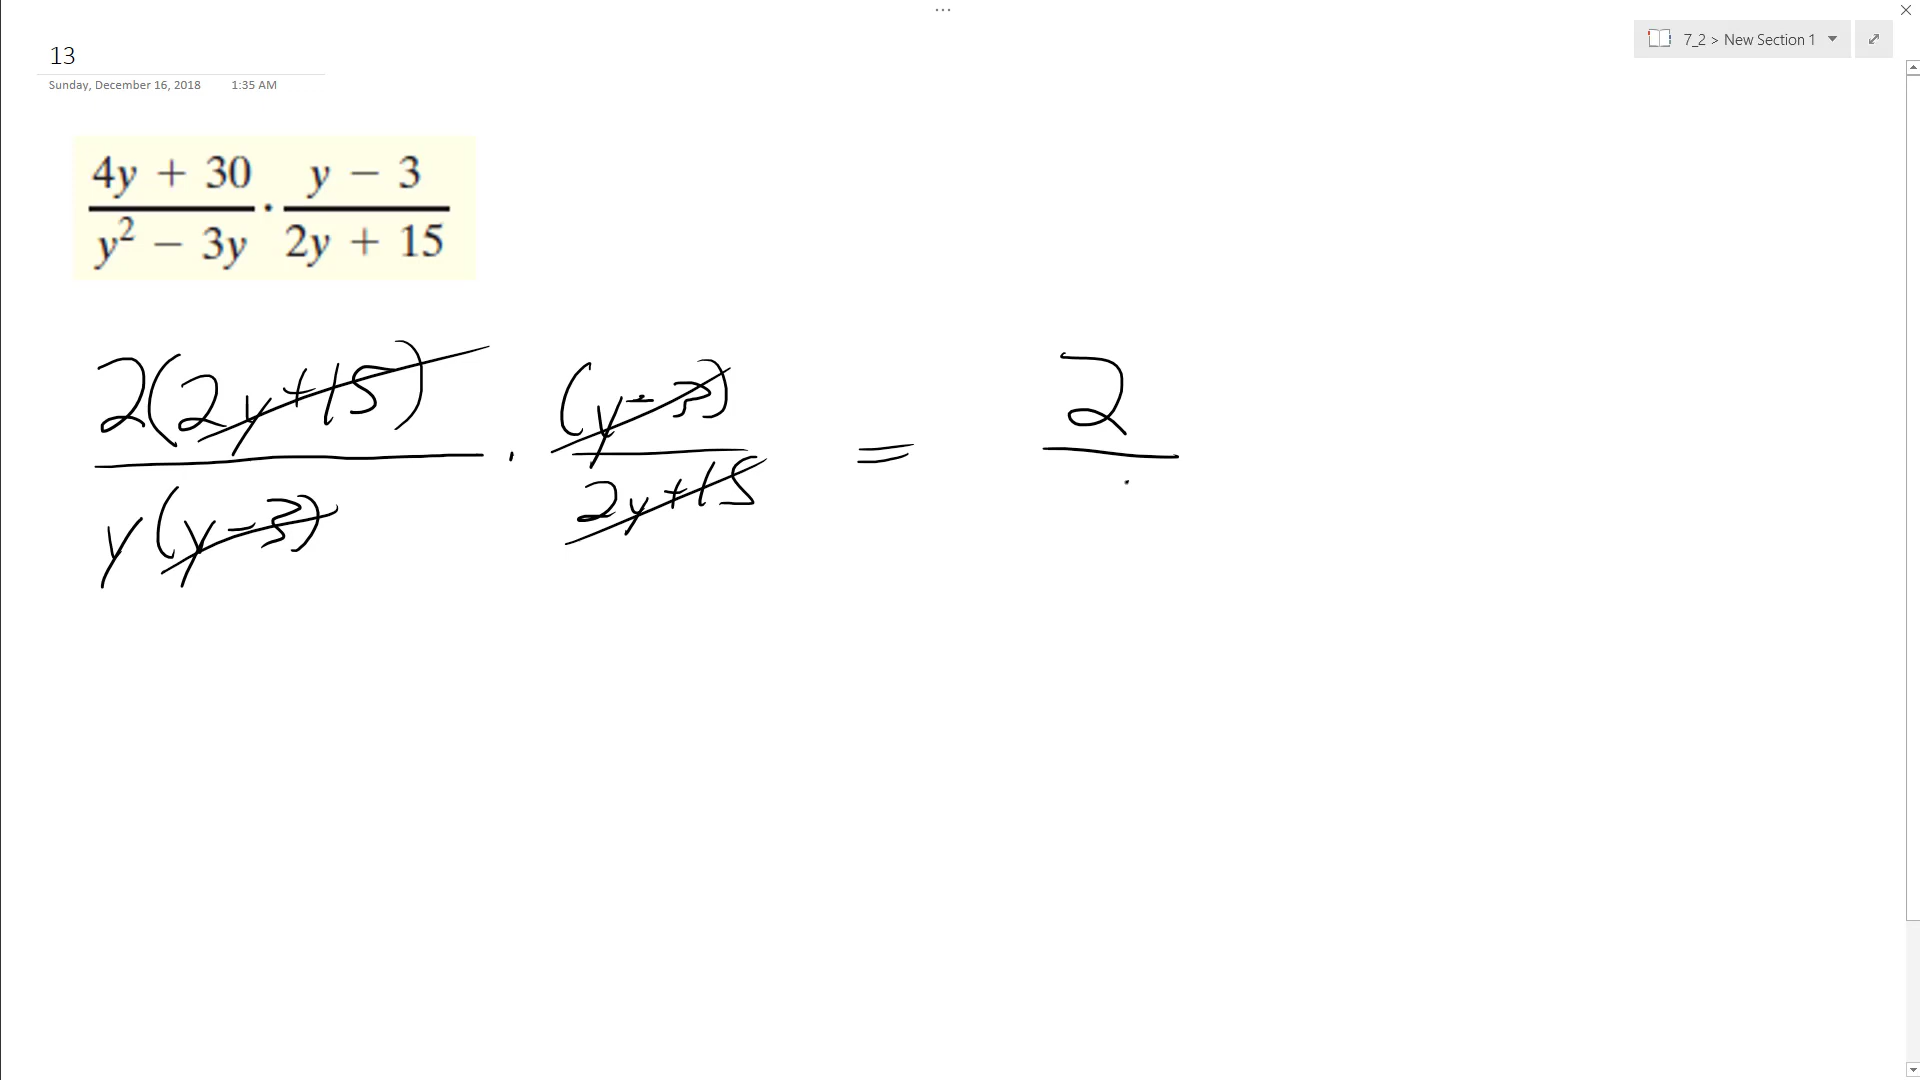 ...
7_2 > New Section 1
13
Sunday, December 16, 2018 1:35 AM
4y + 30 / y² − 3y · y − 3 / 2y + 15
2(2y+15) / y(y−3) · (y−3) / 2y+15 = 2 /